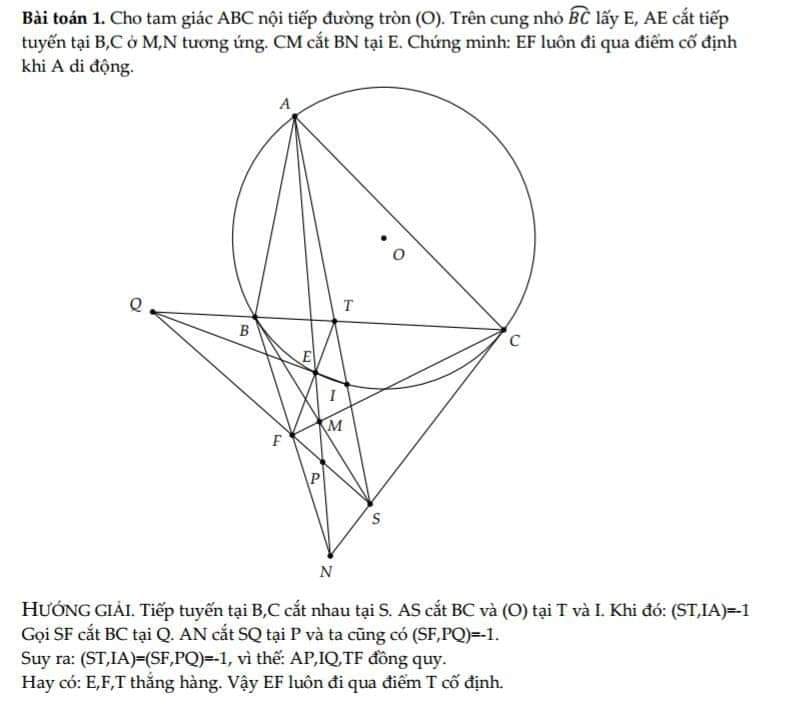 Bài toán 1. Cho tam giác ABC nội tiếp đường tròn (O). Trên cung nhỏ BC lấy E, AE cắt tiếp
tuyến tại B,C ở M,N tương ứng. CM cắt BN tại E. Chứng minh: EF luôn đi qua điểm cố định
khi A di động.
A
O
Q
T
B
C
E
I
M
F
P
S
N
HƯỚNG GIẢI. Tiếp tuyến tại B,C cắt nhau tại S. AS cắt BC và (O) tại T và I. Khi đó: (ST,IA)=-1
Gọi SF cắt BC tại Q. AN cắt SQ tại P và ta cũng có (SF,PQ)=-1.
Suy ra: (ST,IA)=(SF,PQ)=-1, vì thế: AP,IQ,TF đồng quy.
Hay có: E,F,T thẳng hàng. Vậy EF luôn đi qua điểm T cố định.